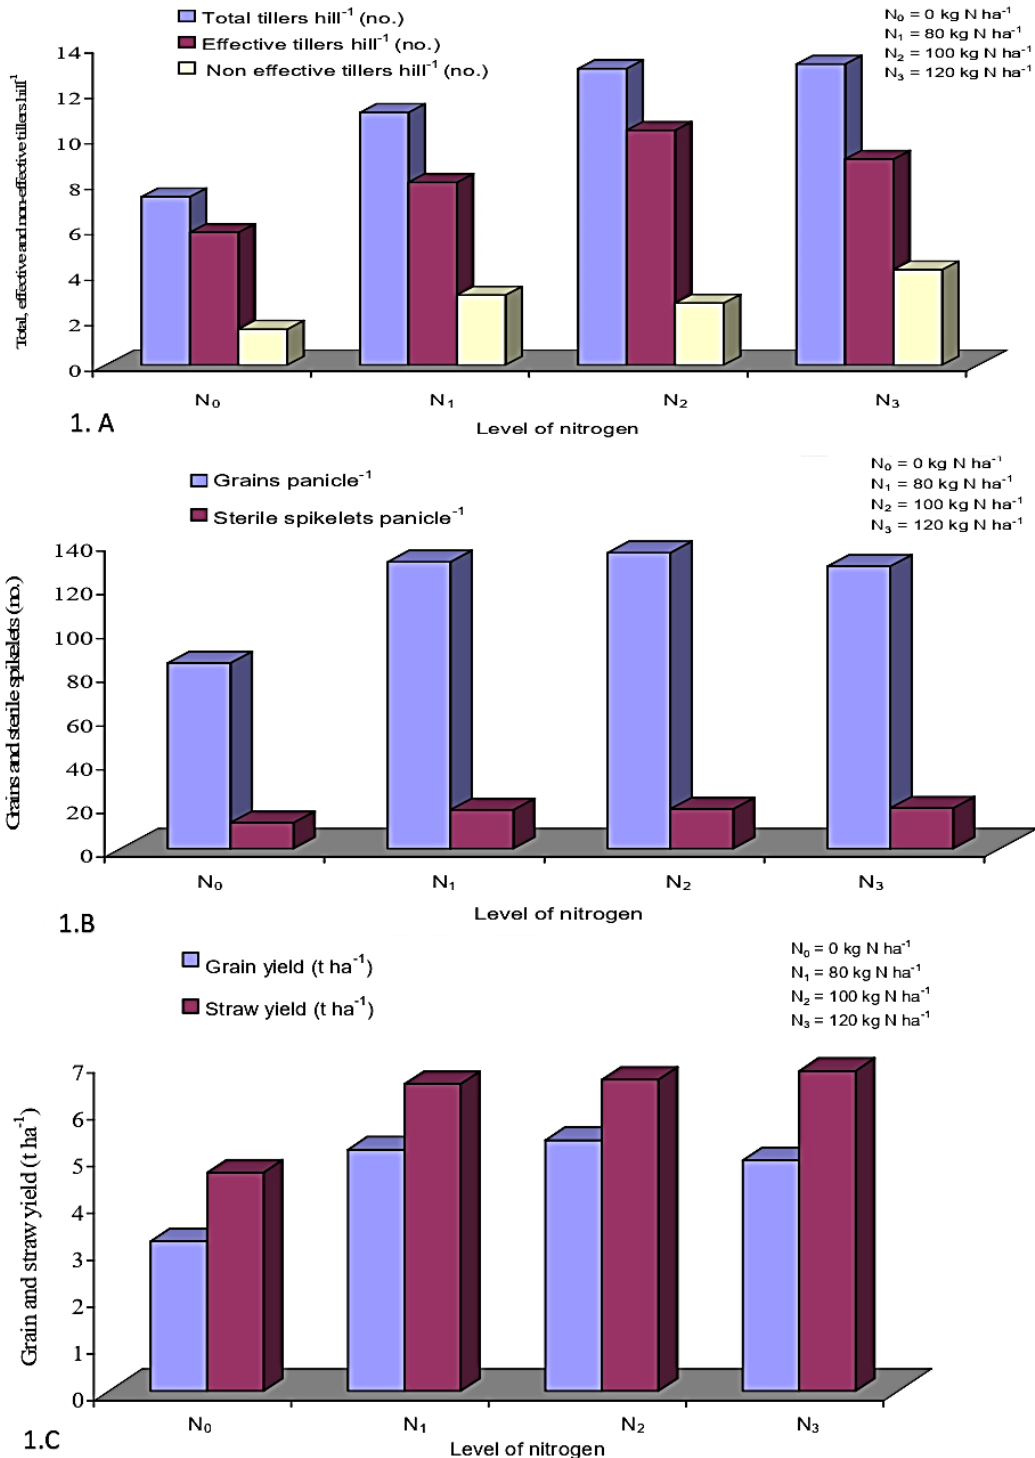 Total tillers hill⁻¹ (no.)
Effective tillers hill⁻¹ (no.)
Non effective tillers hill⁻¹ (no.)
N₀ = 0 kg N ha⁻¹
N₁ = 80 kg N ha⁻¹
N₂ = 100 kg N ha⁻¹
N₃ = 120 kg N ha⁻¹
Total, effective and non-effective tillers hill¹
14
12
10
8
6
4
2
0
N₀ N₁ N₂ N₃
Level of nitrogen
1. A
Grains panicle⁻¹
Sterile spikelets panicle⁻¹
N₀ = 0 kg N ha⁻¹
N₁ = 80 kg N ha⁻¹
N₂ = 100 kg N ha⁻¹
N₃ = 120 kg N ha⁻¹
Grains and sterile spikelets (no.)
140
120
100
80
60
40
20
0
N₀ N₁ N₂ N₃
Level of nitrogen
1.B
Grain yield (t ha⁻¹)
Straw yield (t ha⁻¹)
N₀ = 0 kg N ha⁻¹
N₁ = 80 kg N ha⁻¹
N₂ = 100 kg N ha⁻¹
N₃ = 120 kg N ha⁻¹
Grain and straw yield (t ha⁻¹)
7
6
5
4
3
2
1
0
N₀ N₁ N₂ N₃
Level of nitrogen
1.C